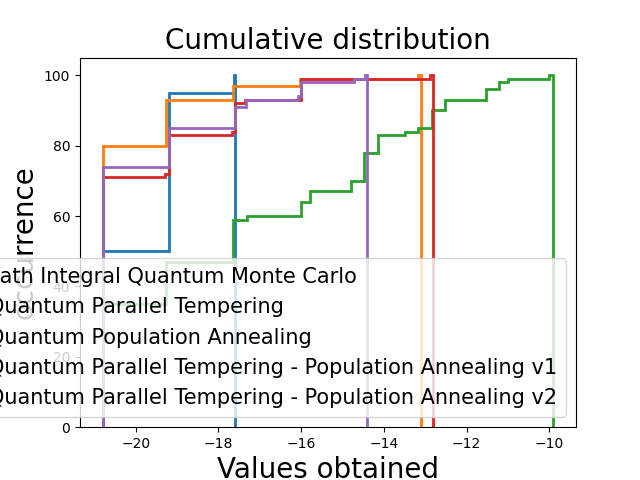 Cumulative distribution
100
80
60
40
20
0
occurrence
ath Integral Quantum Monte Carlo
Quantum Parallel Tempering
Quantum Population Annealing
Quantum Parallel Tempering - Population Annealing v1
Quantum Parallel Tempering - Population Annealing v2
−20
−18
−16
−14
−12
−10
Values obtained